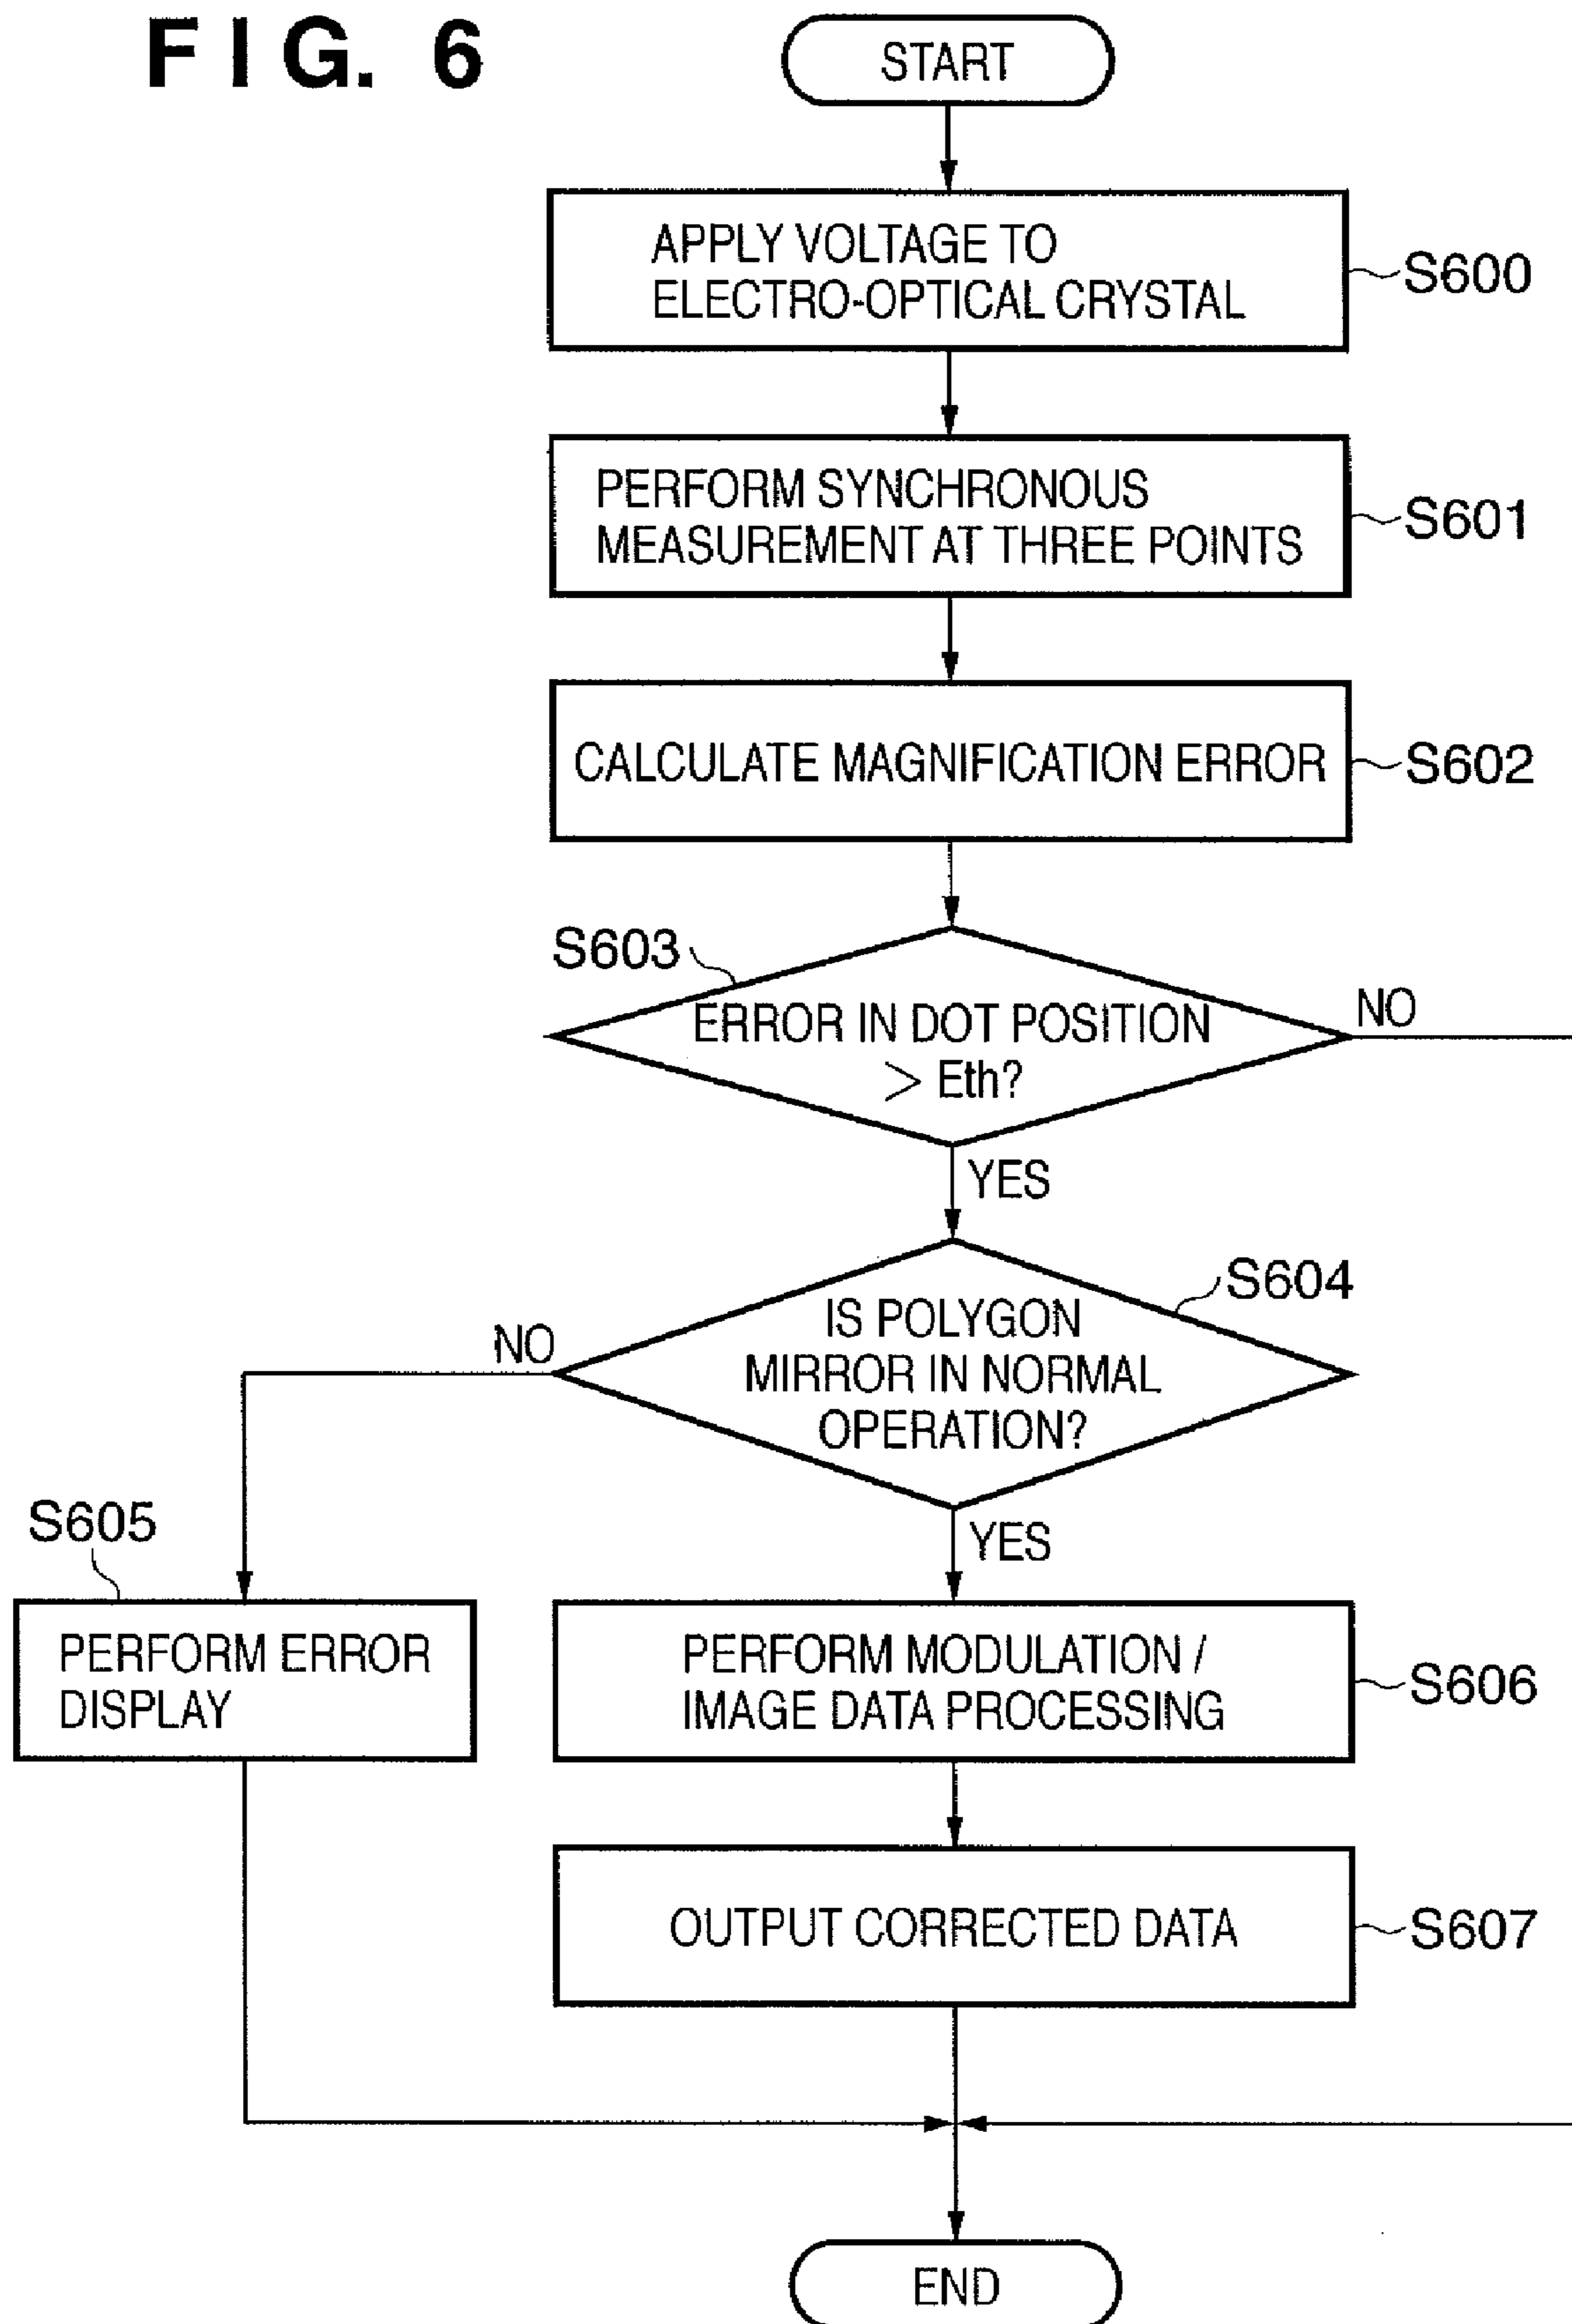 FIG. 6
START
APPLY VOLTAGE TO
ELECTRO-OPTICAL CRYSTAL
S600
PERFORM SYNCHRONOUS
MEASUREMENT AT THREE POINTS
S601
CALCULATE MAGNIFICATION ERROR
S602
S603
ERROR IN DOT POSITION
> Eth?
NO
YES
S604
IS POLYGON
MIRROR IN NORMAL
OPERATION?
NO
YES
S605
PERFORM ERROR
DISPLAY
PERFORM MODULATION /
IMAGE DATA PROCESSING
S606
OUTPUT CORRECTED DATA
S607
END